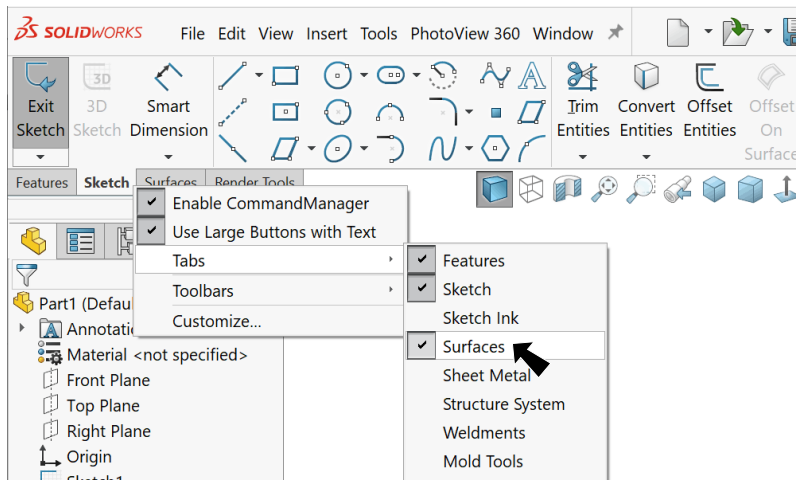 SOLIDWORKS File Edit View Insert Tools PhotoView 360 Window
3D
Exit Sketch
3D Sketch
Smart Dimension
Trim Entities
Convert Entities
Offset Entities
Offset On Surface
Features Sketch Surfaces Render Tools
Enable CommandManager
Use Large Buttons with Text
Tabs
Toolbars
Customize...
Features
Sketch
Sketch Ink
Surfaces
Sheet Metal
Structure System
Weldments
Mold Tools
Part1 (Defau
Annotati
Material <not specified>
Front Plane
Top Plane
Right Plane
Origin
Sketch1